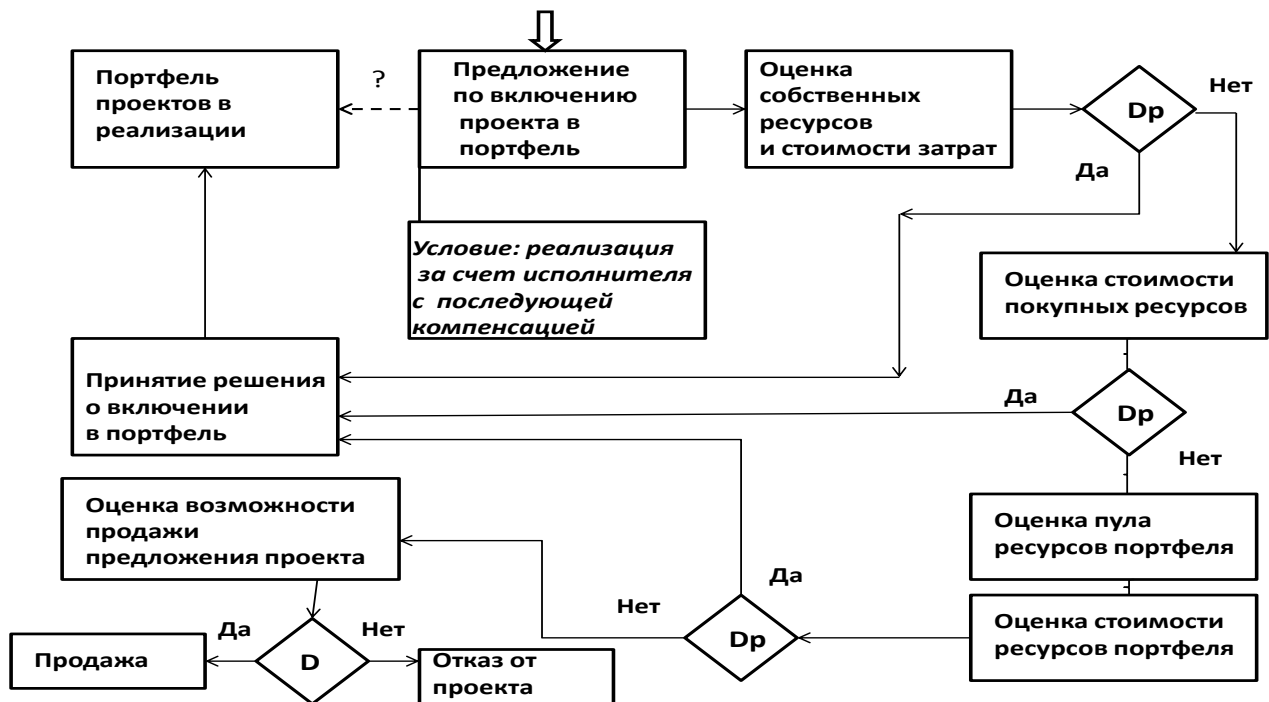 Портфель
проектов в
реализации
?
Предложение
по включению
проекта в
портфель
Оценка
собственных
ресурсов
и стоимости затрат
Dp
Нет
Да
Условие: реализация
за счет исполнителя
с последующей
компенсацией
Оценка стоимости
покупных ресурсов
Принятие решения
о включении
в портфель
Да
Dp
Нет
Оценка возможности
продажи
предложения проекта
Оценка пула
ресурсов портфеля
Да
Нет
Dp
Оценка стоимости
ресурсов портфеля
Да
Нет
Продажа
D
Отказ от
проекта